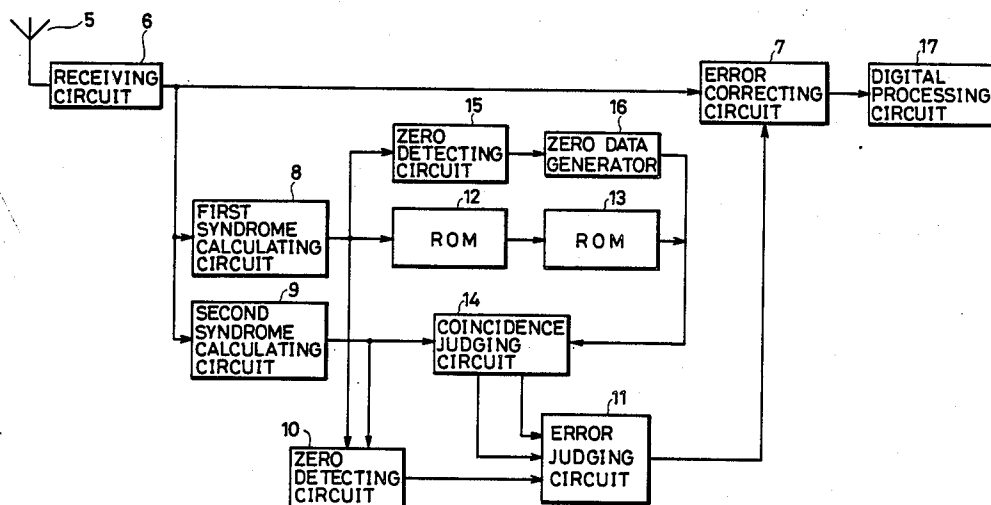 5
6
RECEIVING
CIRCUIT
7
ERROR
CORRECTING
CIRCUIT
17
DIGITAL
PROCESSING
CIRCUIT
15
ZERO
DETECTING
CIRCUIT
16
ZERO DATA
GENERATOR
8
FIRST
SYNDROME
CALCULATING
CIRCUIT
12
ROM
13
ROM
9
SECOND
SYNDROME
CALCULATING
CIRCUIT
14
COINCIDENCE
JUDGING
CIRCUIT
10
ZERO
DETECTING
CIRCUIT
11
ERROR
JUDGING
CIRCUIT